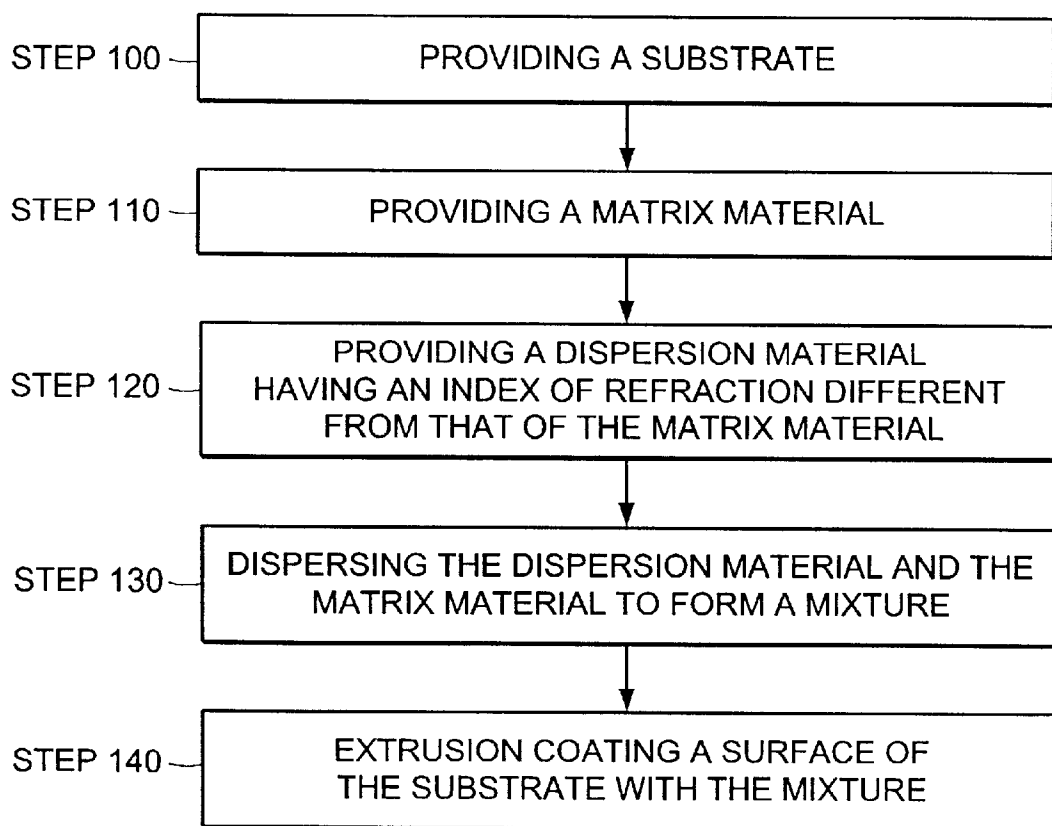 STEP 100
PROVIDING A SUBSTRATE
STEP 110
PROVIDING A MATRIX MATERIAL
STEP 120
PROVIDING A DISPERSION MATERIAL
HAVING AN INDEX OF REFRACTION DIFFERENT
FROM THAT OF THE MATRIX MATERIAL
STEP 130
DISPERSING THE DISPERSION MATERIAL AND THE
MATRIX MATERIAL TO FORM A MIXTURE
STEP 140
EXTRUSION COATING A SURFACE OF
THE SUBSTRATE WITH THE MIXTURE